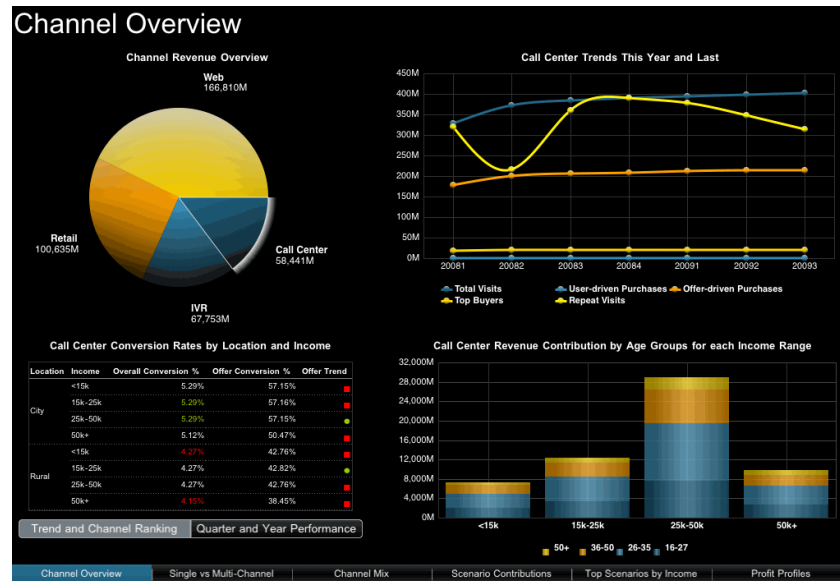 Channel Overview
Channel Revenue Overview
Web
166,810M
Retail
100,635M
Call Center
58,441M
IVR
67,753M
Call Center Trends This Year and Last
450M
400M
350M
300M
250M
200M
150M
100M
50M
0M
20081 20082 20083 20084 20091 20092 20093
Total Visits User-driven Purchases Offer-driven Purchases
Top Buyers Repeat Visits
Call Center Conversion Rates by Location and Income
Location Income Overall Conversion % Offer Conversion % Offer Trend
City
<15k 5.29% 57.15%
15k-25k 5.29% 57.16%
25k-50k 5.29% 57.15%
50k+ 5.12% 50.47%
Rural
<15k 4.27% 42.76%
15k-25k 4.27% 42.82%
25k-50k 4.27% 42.76%
50k+ 4.15% 38.45%
Call Center Revenue Contribution by Age Groups for each Income Range
32,000M
28,000M
24,000M
20,000M
16,000M
12,000M
8,000M
4,000M
0M
<15k 15k-25k 25k-50k 50k+
50+ 36-50 26-35 16-27
Trend and Channel Ranking Quarter and Year Performance
Channel Overview Single vs Multi-Channel Channel Mix Scenario Contributions Top Scenarios by Income Profit Profiles